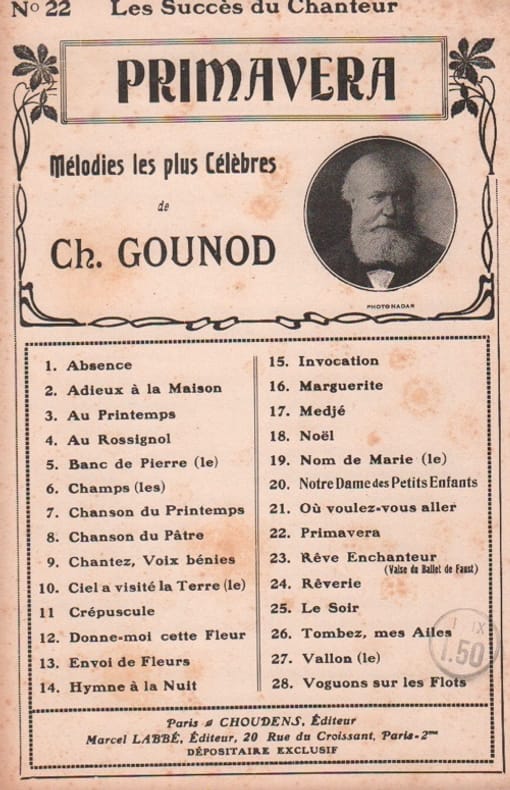 No 22 Les Succès du Chanteur
PRIMAVERA
Mélodies les plus Célèbres
de
Ch. GOUNOD
PHOTO NADAR
1. Absence
2. Adieux à la Maison
3. Au Printemps
4. Au Rossignol
5. Banc de Pierre (le)
6. Champs (les)
7. Chanson du Printemps
8. Chanson du Pâtre
9. Chantez, Voix bénies
10. Ciel a visité la Terre (le)
11 Crépuscule
12. Donne-moi cette Fleur
13. Envoi de Fleurs
14. Hymne à la Nuit
15. Invocation
16. Marguerite
17. Medjé
18. Noël
19. Nom de Marie (le)
20. Notre Dame des Petits Enfants
21. Où voulez-vous aller
22. Primavera
23. Rêve Enchanteur
(Valse du Ballet de Faust)
24. Rêverie
25. Le Soir
26. Tombez, mes Ailes
27. Vallon (le)
28. Voguons sur les Flots
1.50
Paris CHOUDENS, Éditeur
Marcel LABBÉ, Éditeur, 20 Rue du Croissant, Paris-2me
DÉPOSITAIRE EXCLUSIF